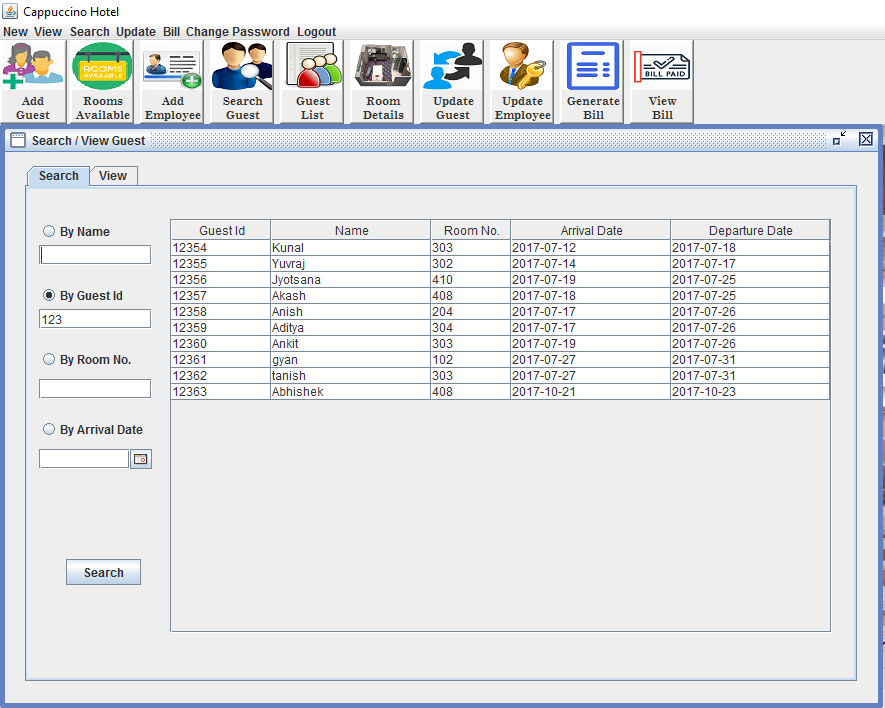 Cappuccino Hotel
New View Search Update Bill Change Password Logout
ROOMS
AVAILABLE
BILL PAID
Add Guest
Rooms Available
Add Employee
Search Guest
Guest List
Room Details
Update Guest
Update Employee
Generate Bill
View Bill
Search / View Guest
Search View
By Name
By Guest Id
123
By Room No.
By Arrival Date
Search
Guest Id Name Room No. Arrival Date Departure Date
12354 Kunal 303 2017-07-12 2017-07-18
12355 Yuvraj 302 2017-07-14 2017-07-17
12356 Jyotsana 410 2017-07-19 2017-07-25
12357 Akash 408 2017-07-18 2017-07-25
12358 Anish 204 2017-07-17 2017-07-26
12359 Aditya 304 2017-07-17 2017-07-26
12360 Ankit 303 2017-07-19 2017-07-26
12361 gyan 102 2017-07-27 2017-07-31
12362 tanish 303 2017-07-27 2017-07-31
12363 Abhishek 408 2017-10-21 2017-10-23